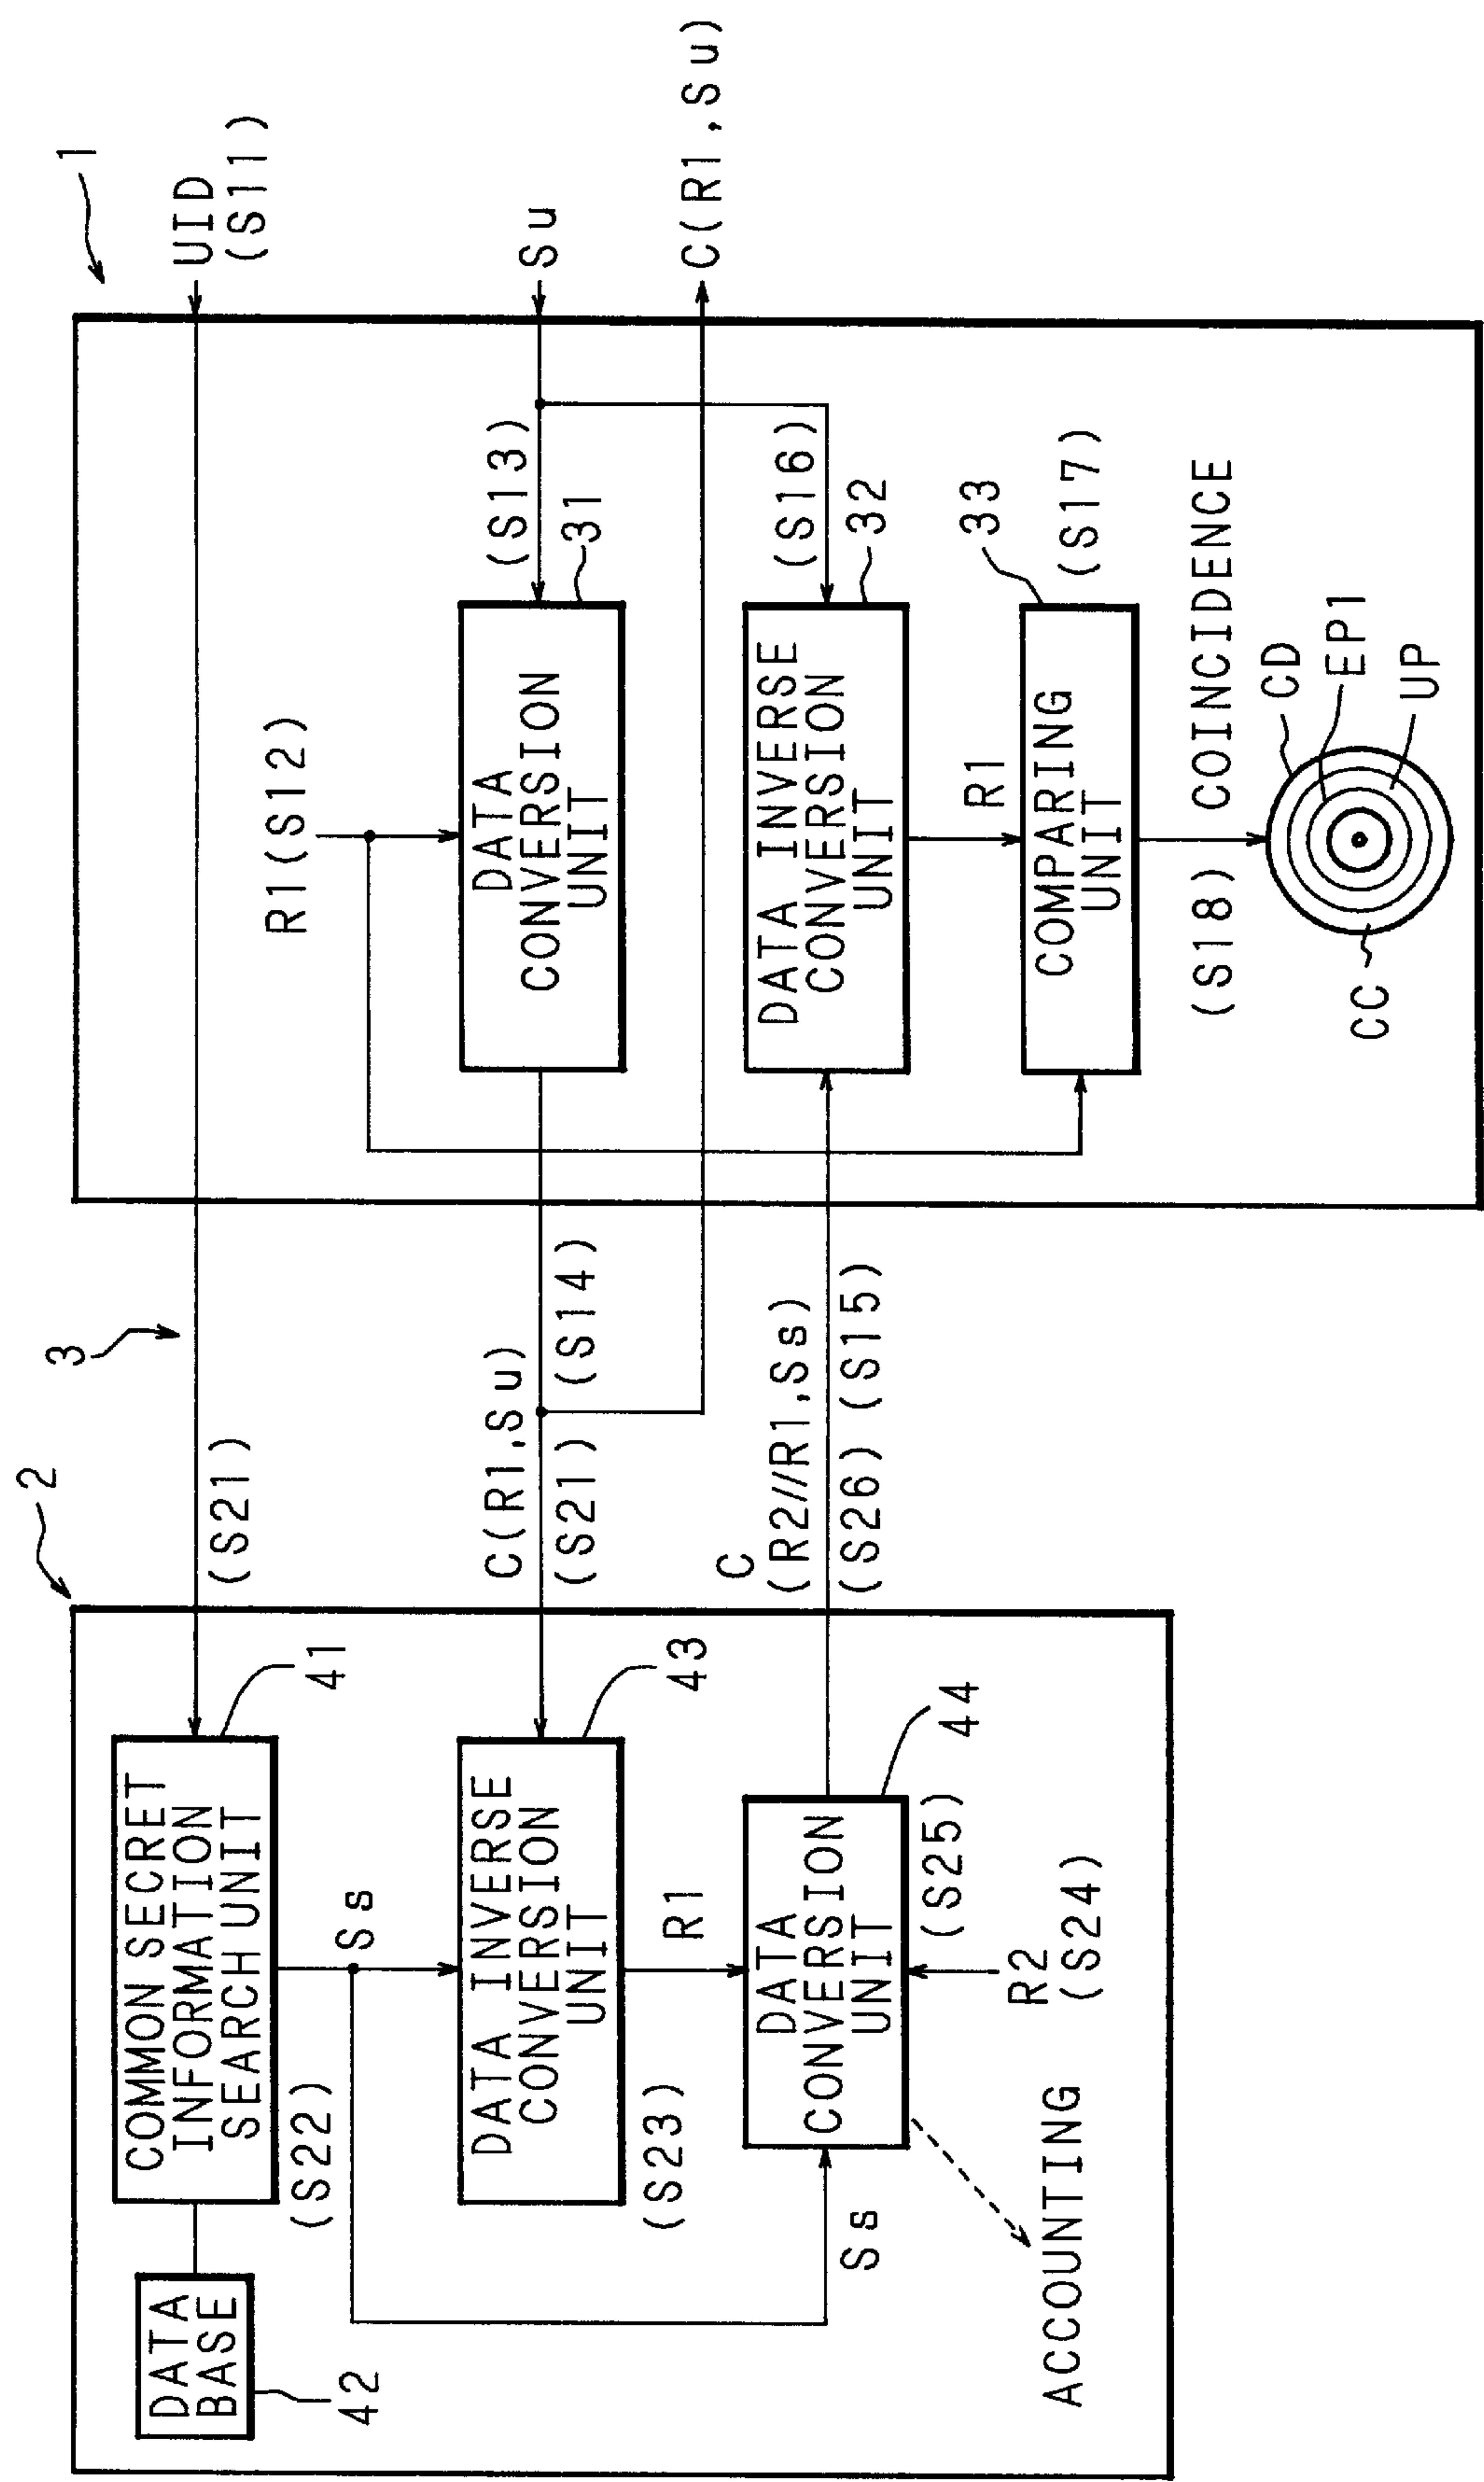 2
3
1
DATA
BASE
42
COMMON SECRET
INFORMATION
SEARCH UNIT
41
(S22)
(S21)
UID
(S11)
Ss
R1(S12)
DATA INVERSE
CONVERSION
UNIT
43
(S23)
C(R1,Su)
(S21)
(S14)
DATA
CONVERSION
UNIT
31
(S13)
Su
R1
C(R1,Su)
Ss
DATA
CONVERSION
UNIT
44
(S25)
R2
(S24)
ACCOUNTING
C
(R2//R1,Ss)
(S26)
(S15)
DATA INVERSE
CONVERSION
UNIT
32
(S16)
R1
COMPARING
UNIT
33
(S17)
(S18)
COINCIDENCE
CC
CD
EP1
UP